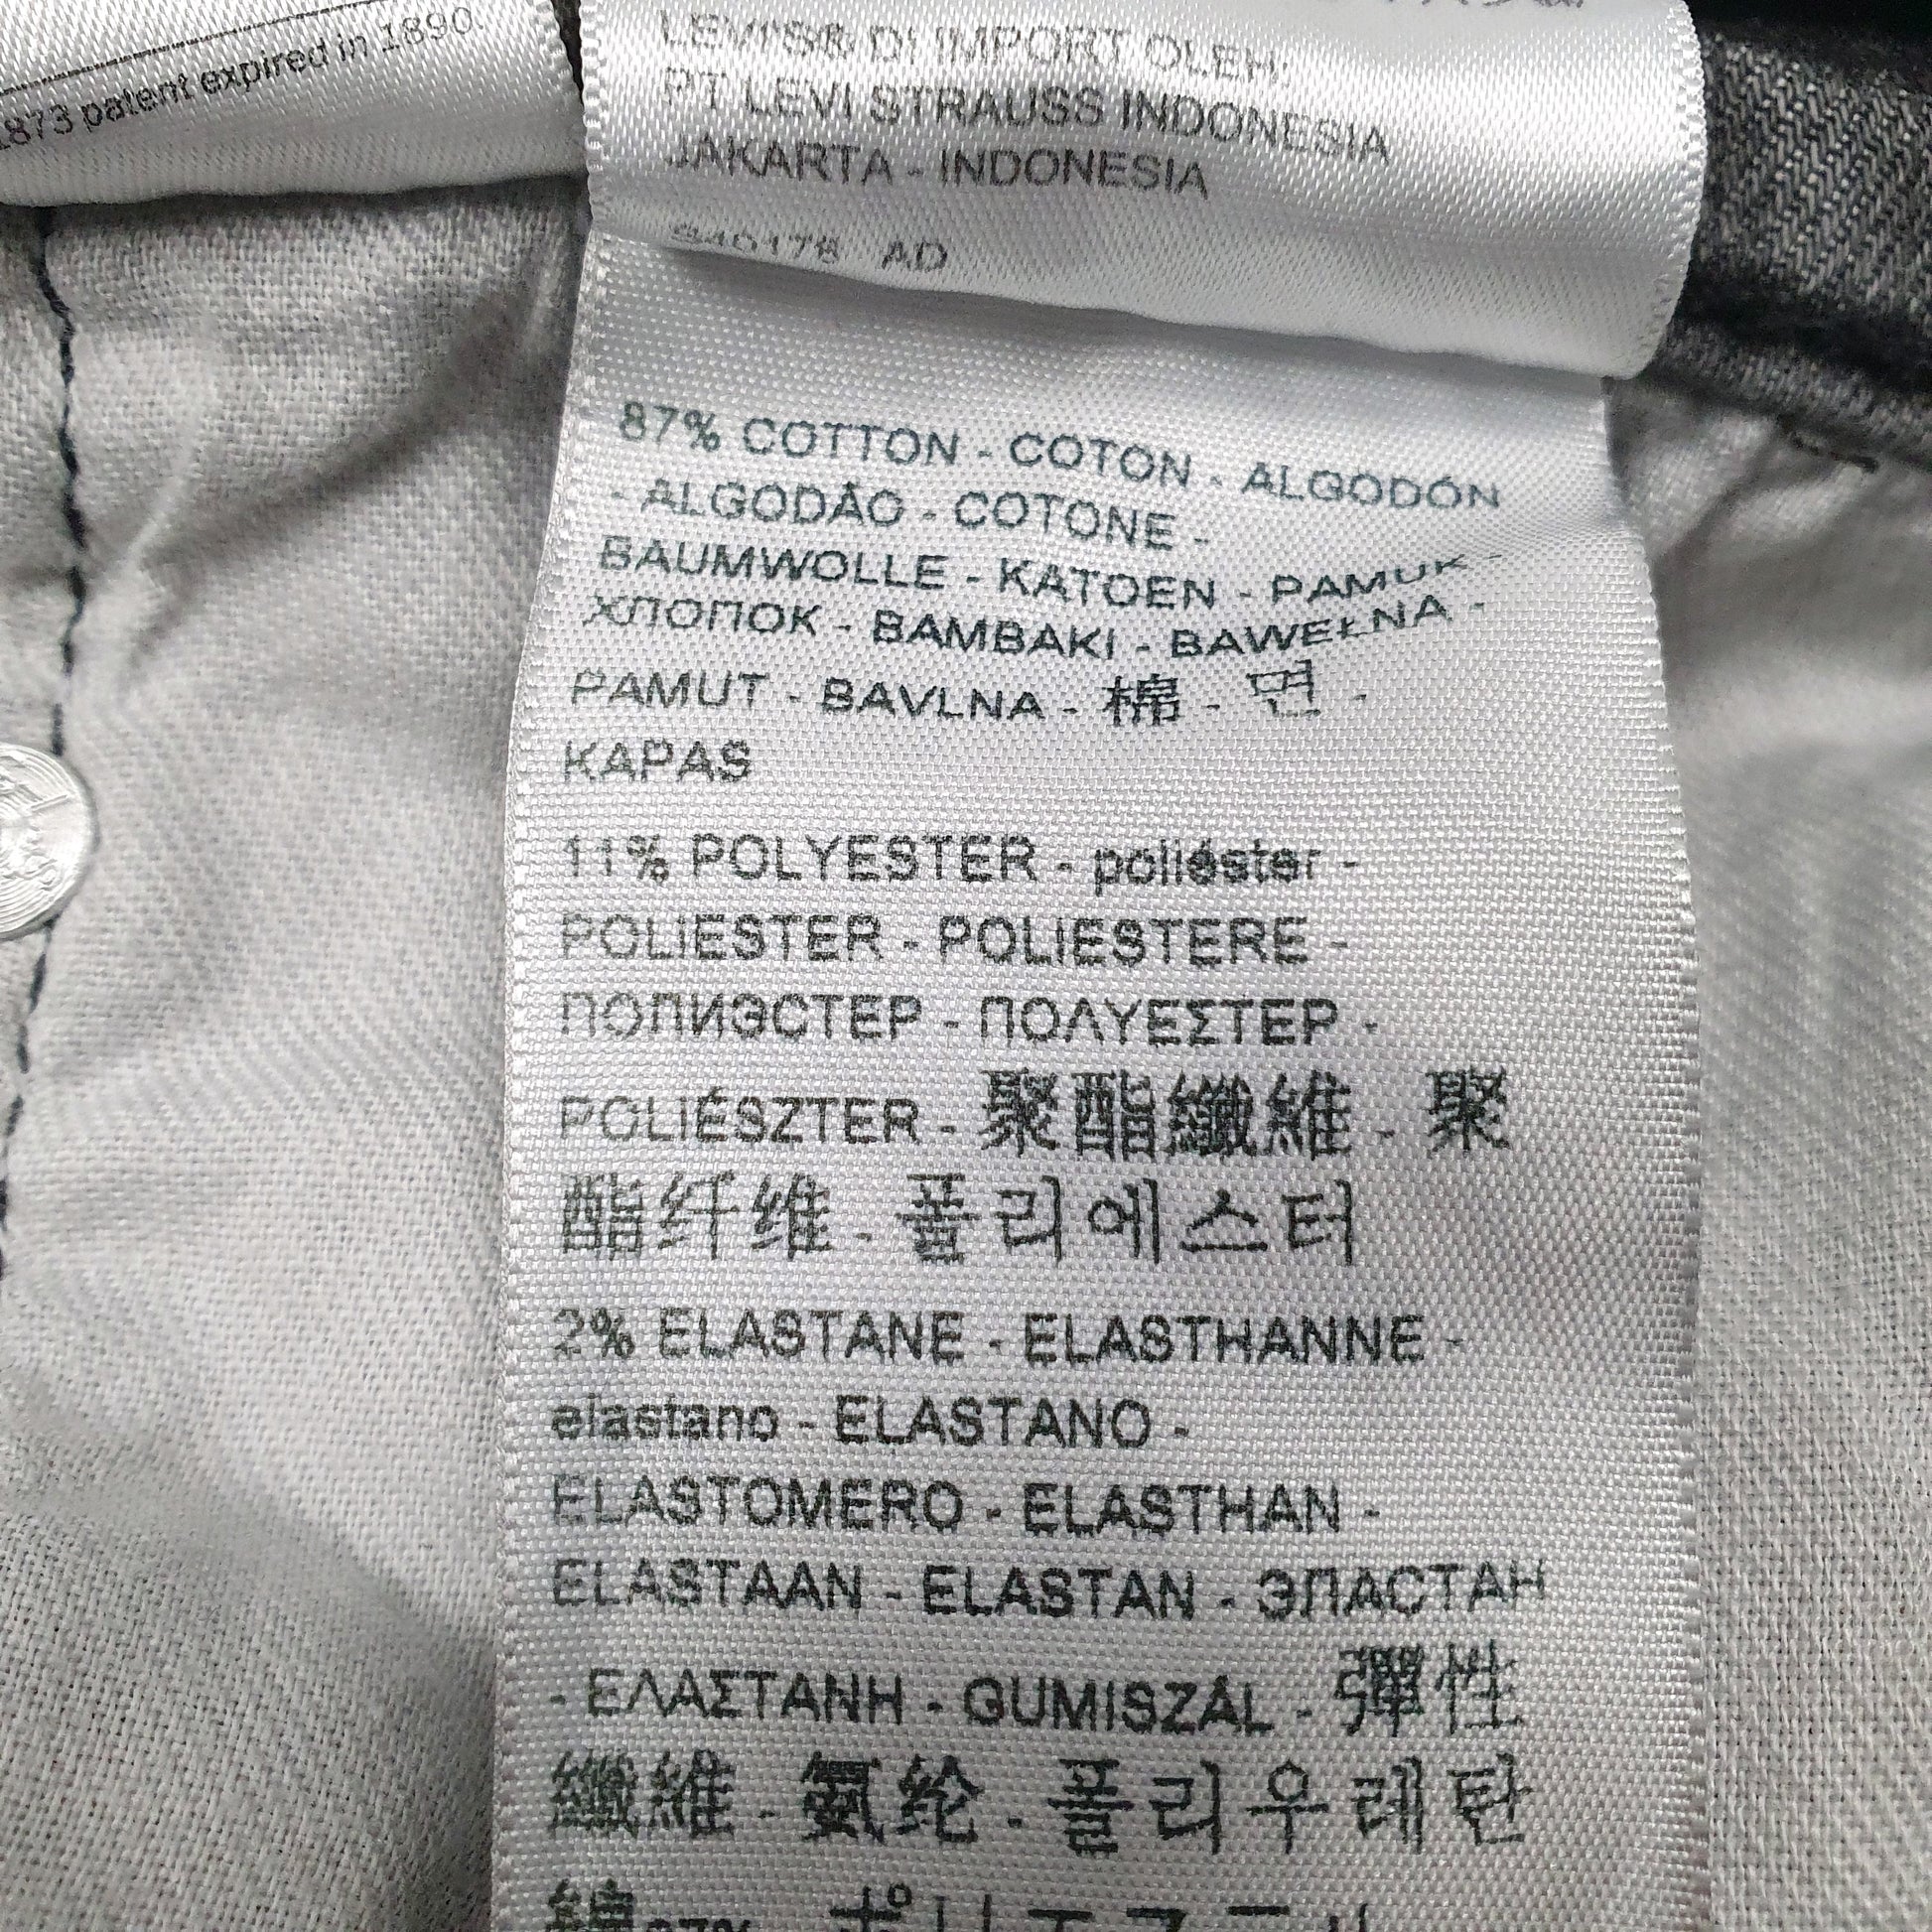 1873 patent expired in 1890.
LEVI'S® DI IMPORT OLEH:
PT LEVI STRAUSS INDONESIA
JAKARTA - INDONESIA
AD
87% COTTON - COTON - ALGODÓN
- ALGODÃO - COTONE -
BAUMWOLLE - KATOEN - PAMUK -
ХЛОПОК - BAMBAKI - BAWEŁNA -
PAMUT - BAVLNA - 棉 - 면 -
KAPAS
11% POLYESTER - poliéster -
POLIESTER - POLIESTERE -
ПОЛИЭСТЕР - ΠΟΛΥΕΣΤΕΡ -
POLIÉSZTER - 聚酯纖維 - 聚
酯纤维 - 폴리에스터
2% ELASTANE - ELASTHANNE -
elastano - ELASTANO -
ELASTOMERO - ELASTHAN -
ELASTAAN - ELASTAN - ЭЛАСТАН
- ΕΛΑΣΤΑΝΗ - GUMISZÁL - 彈性
纖維 - 氨纶 - 폴리우레탄